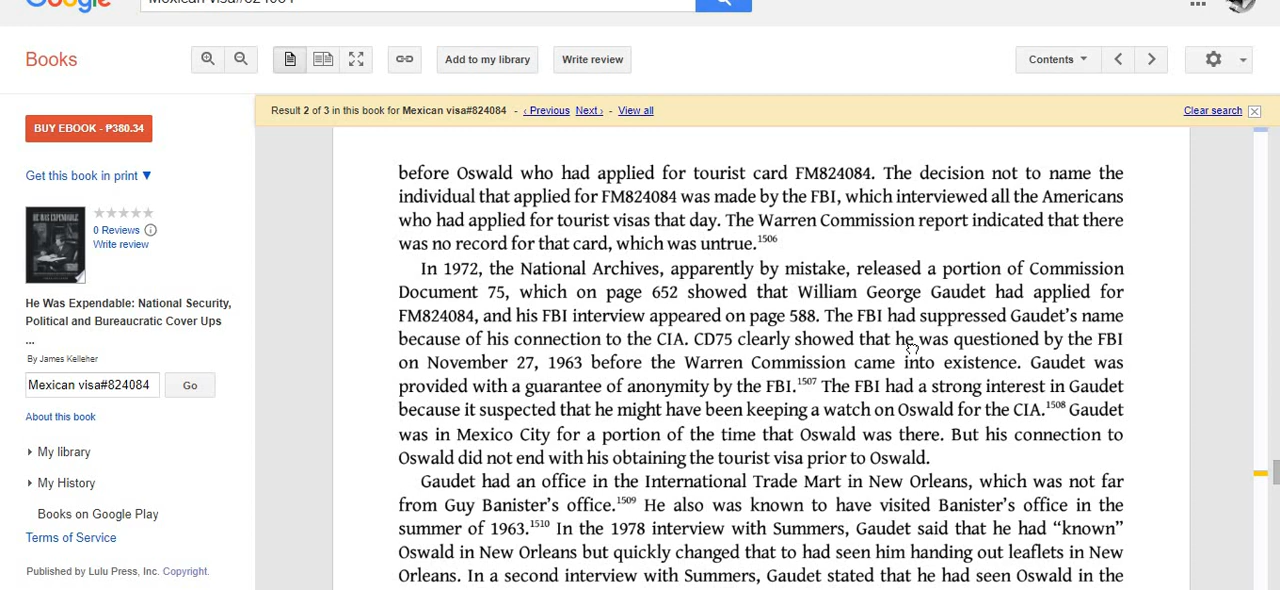 Google
Mexican visa#824084
Books
Add to my library
Write review
Contents
Result 2 of 3 in this book for Mexican visa#824084 - ‹ Previous Next › - View all
Clear search
BUY EBOOK - ₱380.34
Get this book in print ▼
HE WAS EXPENDABLE
0 Reviews
Write review
He Was Expendable: National Security,
Political and Bureaucratic Cover Ups
...
By James Kelleher
Mexican visa#824084
Go
About this book
My library
My History
Books on Google Play
Terms of Service
Published by Lulu Press, Inc. Copyright.
before Oswald who had applied for tourist card FM824084. The decision not to name the
individual that applied for FM824084 was made by the FBI, which interviewed all the Americans
who had applied for tourist visas that day. The Warren Commission report indicated that there
was no record for that card, which was untrue.1506
In 1972, the National Archives, apparently by mistake, released a portion of Commission
Document 75, which on page 652 showed that William George Gaudet had applied for
FM824084, and his FBI interview appeared on page 588. The FBI had suppressed Gaudet's name
because of his connection to the CIA. CD75 clearly showed that he was questioned by the FBI
on November 27, 1963 before the Warren Commission came into existence. Gaudet was
provided with a guarantee of anonymity by the FBI.1507 The FBI had a strong interest in Gaudet
because it suspected that he might have been keeping a watch on Oswald for the CIA.1508 Gaudet
was in Mexico City for a portion of the time that Oswald was there. But his connection to
Oswald did not end with his obtaining the tourist visa prior to Oswald.
Gaudet had an office in the International Trade Mart in New Orleans, which was not far
from Guy Banister's office.1509 He also was known to have visited Banister's office in the
summer of 1963.1510 In the 1978 interview with Summers, Gaudet said that he had “known”
Oswald in New Orleans but quickly changed that to had seen him handing out leaflets in New
Orleans. In a second interview with Summers, Gaudet stated that he had seen Oswald in the